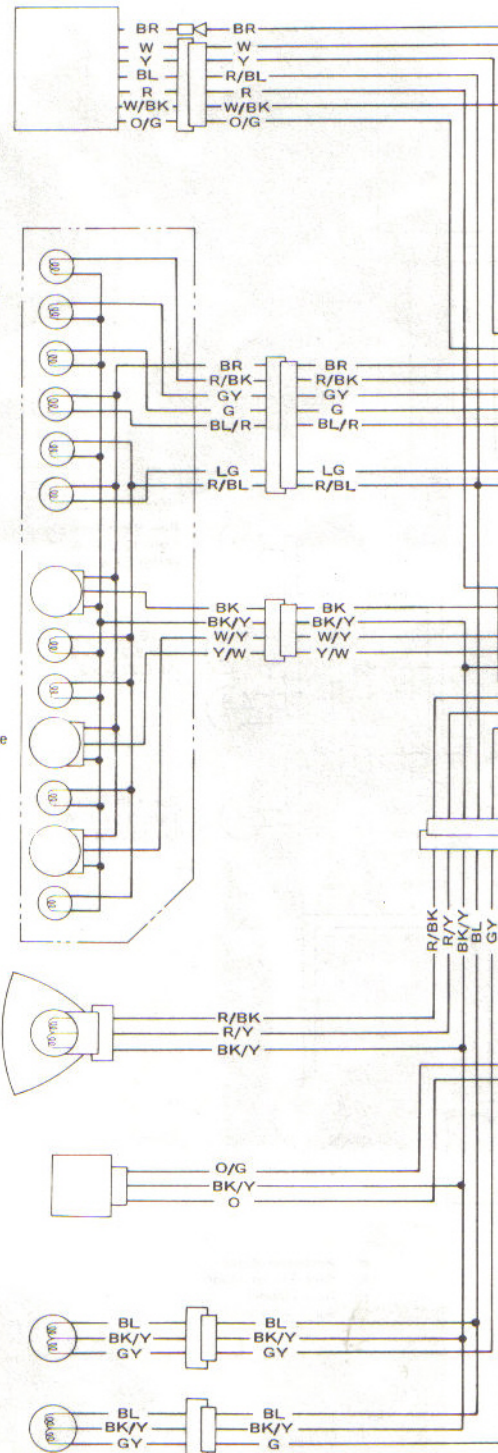 BR BR
W W
Y Y
BL R/BL
R R
W/BK W/BK
O/G O/G
BR BR
R/BK R/BK
GY GY
G G
BL/R BL/R
LG LG
R/BL R/BL
BK BK
BK/Y BK/Y
W/Y W/Y
Y/W Y/W
e
R/BK
R/Y
BK/Y
BL
GY
R/BK
R/Y
BK/Y
O/G
BK/Y
O
BL BL
BK/Y BK/Y
GY GY
BL BL
BK/Y BK/Y
GY G